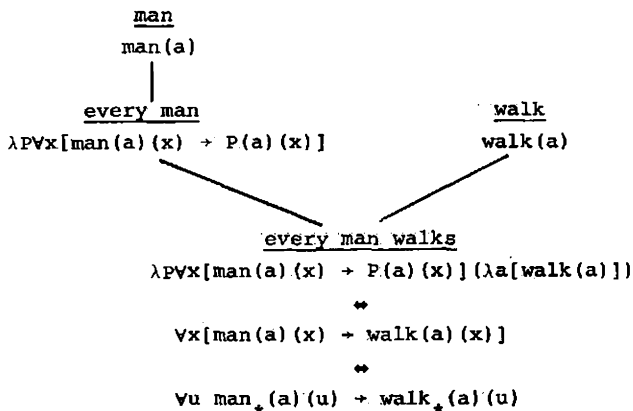 man
man(a)
every man
walk
λP∀x[man(a)(x) → P(a)(x)]
walk(a)
every man walks
λP∀x[man(a)(x) → P(a)(x)](λa[walk(a)])
⇔
∀x[man(a)(x) → walk(a)(x)]
⇔
∀u man*(a)(u) → walk*(a)(u)